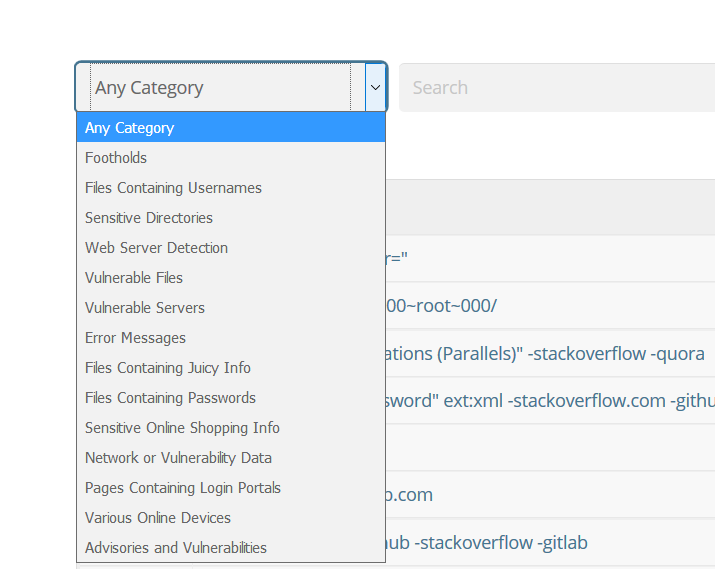 Any Category
Search
Any Category
Footholds
Files Containing Usernames
Sensitive Directories
Web Server Detection
Vulnerable Files
Vulnerable Servers
Error Messages
Files Containing Juicy Info
Files Containing Passwords
Sensitive Online Shopping Info
Network or Vulnerability Data
Pages Containing Login Portals
Various Online Devices
Advisories and Vulnerabilities
r="
00~root~000/
ations (Parallels)" -stackoverflow -quora
sword" ext:xml -stackoverflow.com -githu
.com
ub -stackoverflow -gitlab